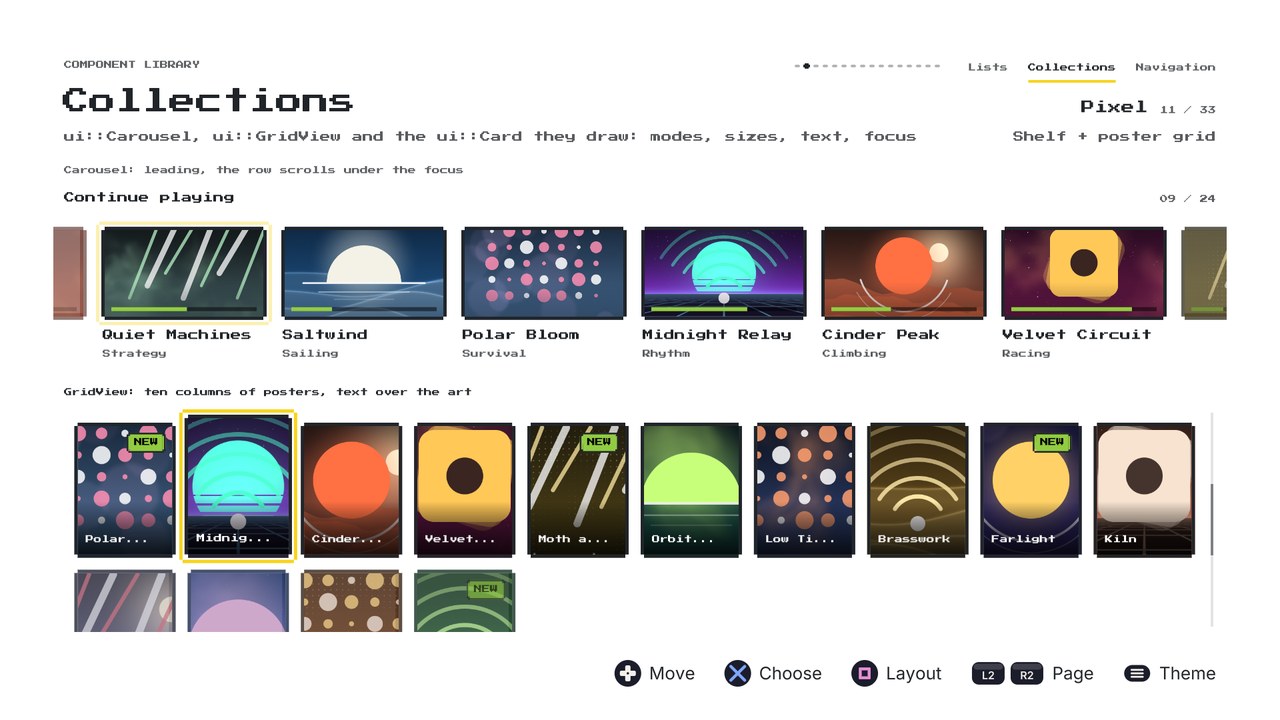 COMPONENT LIBRARY
Lists Collections Navigation
Collections
Pixel 11 / 33
ui::Carousel, ui::GridView and the ui::Card they draw: modes, sizes, text, focus
Shelf + poster grid
Carousel: leading, the row scrolls under the focus
Continue playing
09 / 24
Quiet Machines Saltwind Polar Bloom Midnight Relay Cinder Peak Velvet Circuit
Strategy Sailing Survival Rhythm Climbing Racing
GridView: ten columns of posters, text over the art
NEW NEW NEW
Polar... Midnig... Cinder... Velvet... Moth a... Orbit... Low Ti... Brasswork Farlight Kiln
NEW
Move Choose Layout L2 R2 Page Theme